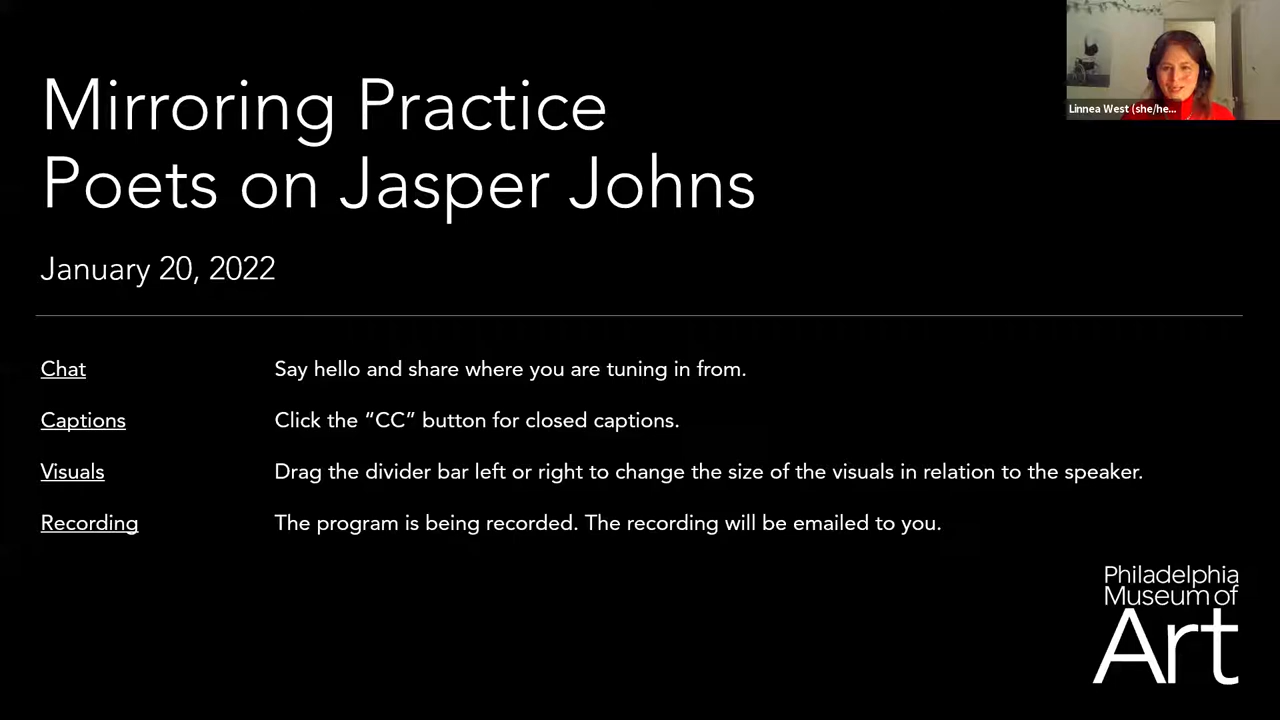 Mirroring Practice
Poets on Jasper Johns
January 20, 2022
Linnea West (she/he...
Chat
Say hello and share where you are tuning in from.
Captions
Click the “CC” button for closed captions.
Visuals
Drag the divider bar left or right to change the size of the visuals in relation to the speaker.
Recording
The program is being recorded. The recording will be emailed to you.
Philadelphia
Museum of
Art